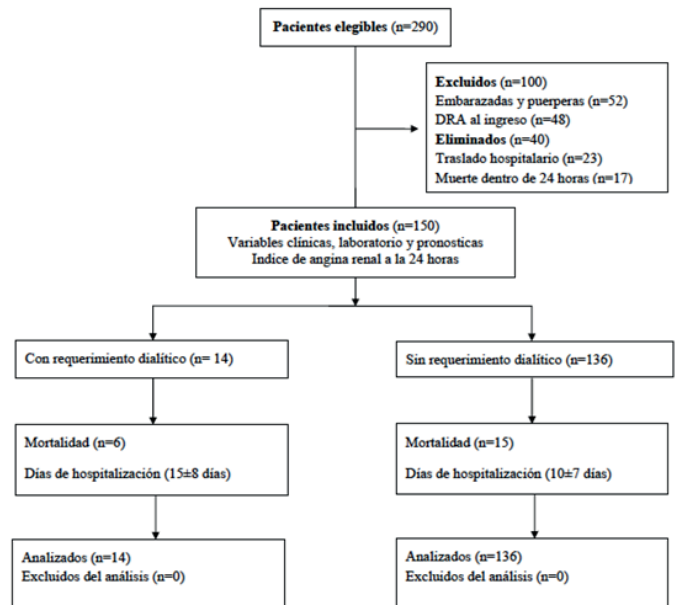 Pacientes elegibles (n=290)
Excluidos (n=100)
Embarazadas y puerperas (n=52)
DRA al ingreso (n=48)
Eliminados (n=40)
Traslado hospitalario (n=23)
Muerte dentro de 24 horas (n=17)
Pacientes incluidos (n=150)
Variables clínicas, laboratorio y pronosticas
Indice de angina renal a la 24 horas
Con requerimiento dialítico (n= 14)
Sin requerimiento dialítico (n=136)
Mortalidad (n=6)
Días de hospitalización (15±8 días)
Mortalidad (n=15)
Días de hospitalización (10±7 días)
Analizados (n=14)
Excluidos del análisis (n=0)
Analizados (n=136)
Excluidos del análisis (n=0)